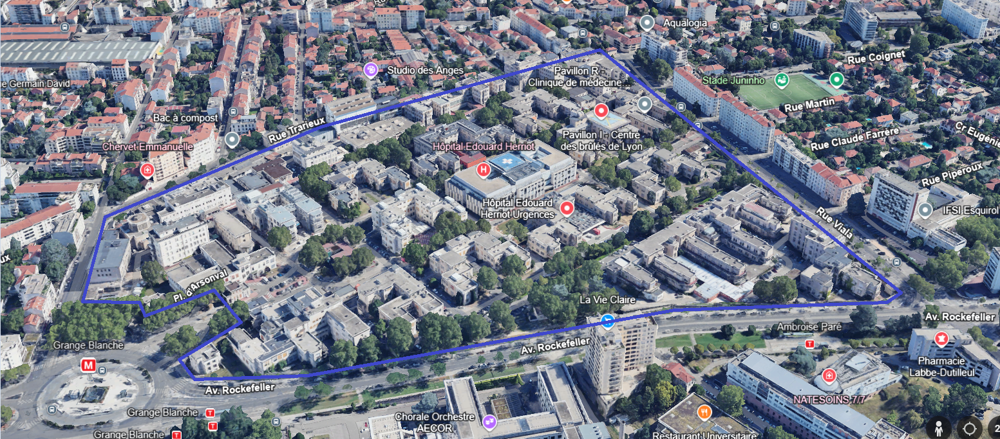 Aqualogia
Rue Coignet
Studio des Anges
Pavillon R -
Clinique de médecine...
Stade Juninho
e Germain David
Rue Martin
Bac à compost
Rue Trarieux
Cr Eugénie
Rue Claude Farrère
Pavillon I - Centre
des brûlés de Lyon
Chervet Emmanuelle
Hôpital Edouard Herriot
H
Rue Piperoux
Hôpital Edouard
Herriot Urgences
IFSI Esquirol
Rue Viala
ux
Pl. d'Arsonval
La Vie Claire
Av. Rockefeller
Ambroise Paré
T
Av. Rockefeller
Grange Blanche
M
Pharmacie
Labbe-Dutilleul
Av. Rockefeller
NATESOINS 7/7
Grange Blanche
T
T
Chorale Orchestre
AECOR
Grange Blanche
T
Restaurant Universitaire
2